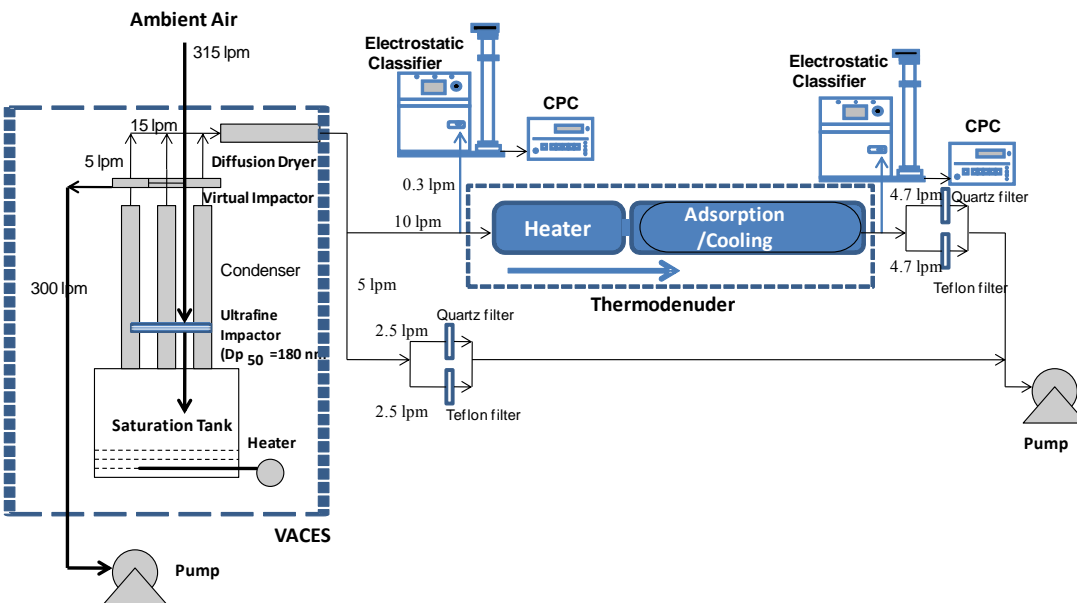 Ambient Air
315 lpm
15 lpm
5 lpm
Diffusion Dryer
Virtual Impactor
Condenser
300 lpm
Ultrafine
Impactor
(Dp 50 =180 nm
Saturation Tank
Heater
VACES
Pump
Electrostatic
Classifier
CPC
0.3 lpm
10 lpm
Heater
Adsorption
/Cooling
Thermodenuder
Electrostatic
Classifier
CPC
4.7 lpm
Quartz filter
4.7 lpm
Teflon filter
5 lpm
Quartz filter
2.5 lpm
2.5 lpm
Teflon filter
Pump